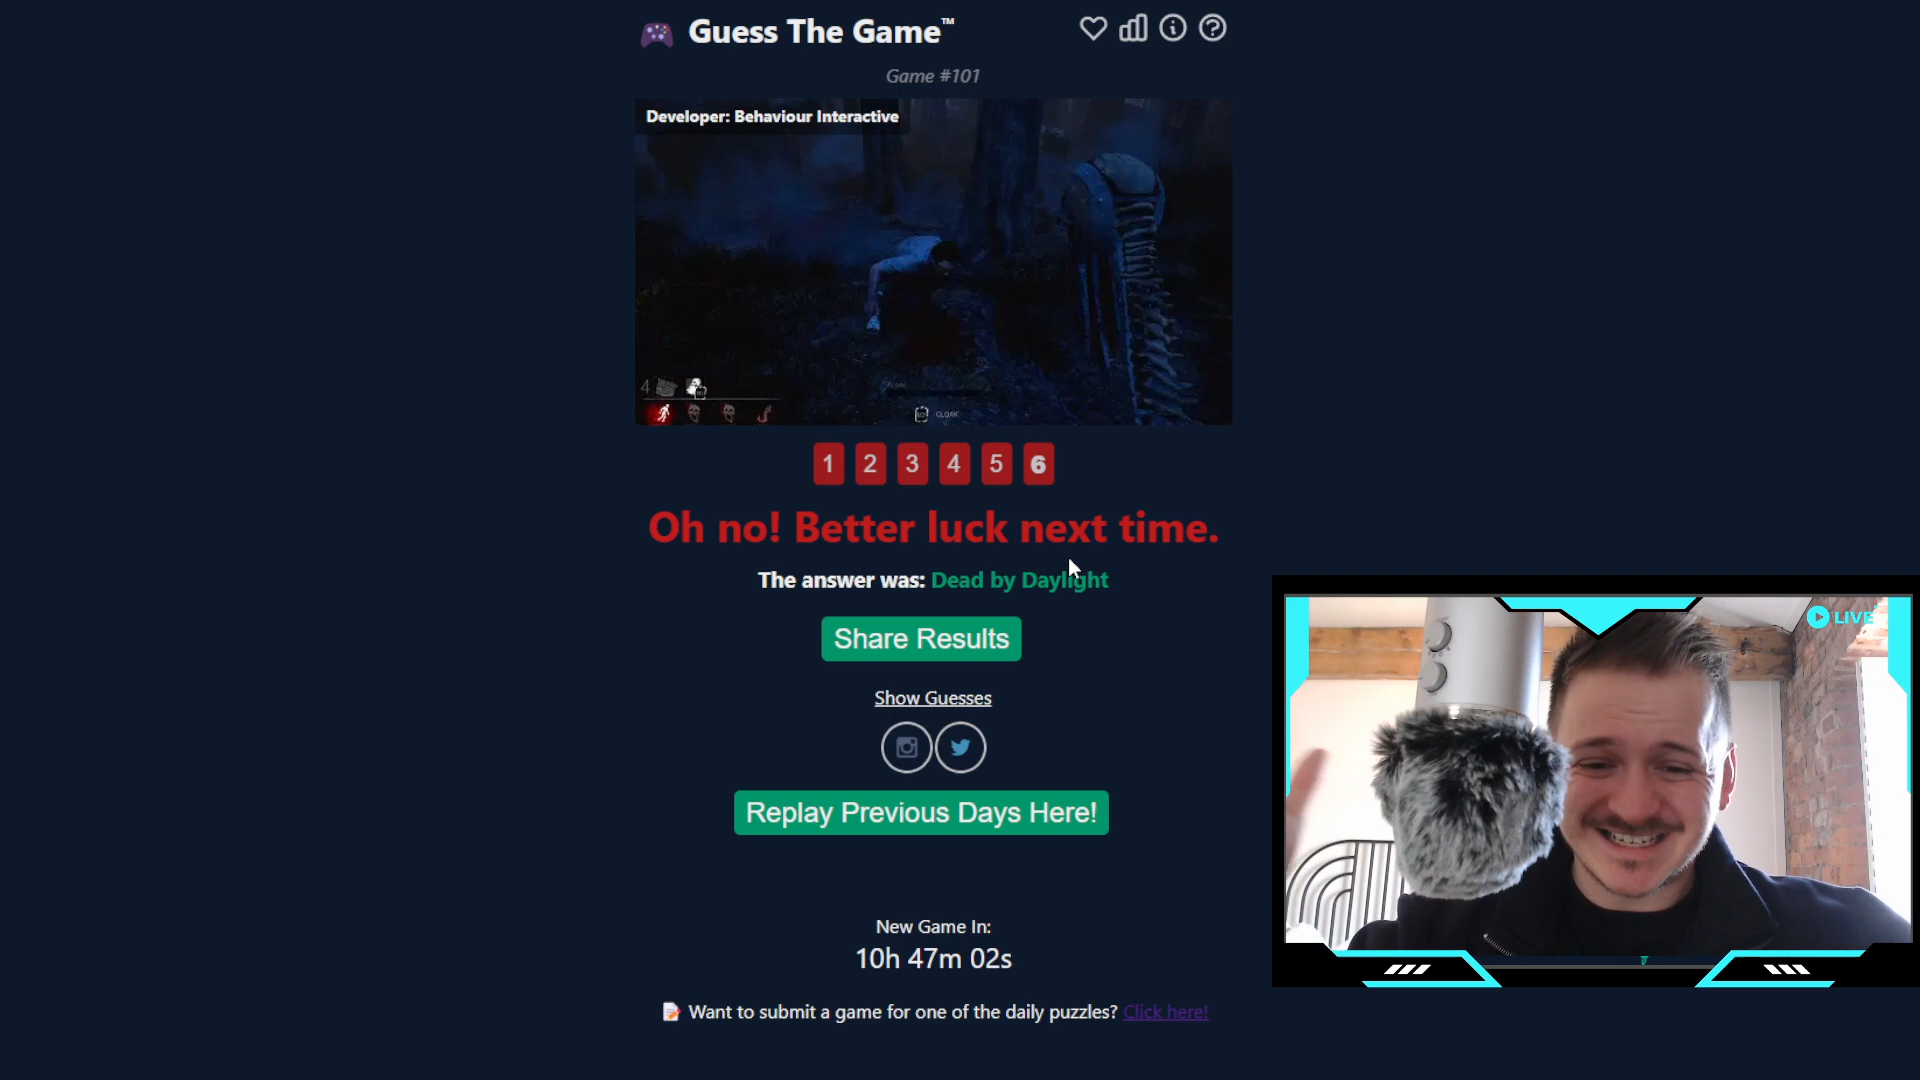 Guess The Game™
Game #101
Developer: Behaviour Interactive
4
CLOAK
1 2 3 4 5 6
Oh no! Better luck next time.
The answer was: Dead by Daylight
Share Results
Show Guesses
Replay Previous Days Here!
LIVE
New Game In:
10h 47m 02s
Want to submit a game for one of the daily puzzles? Click here!